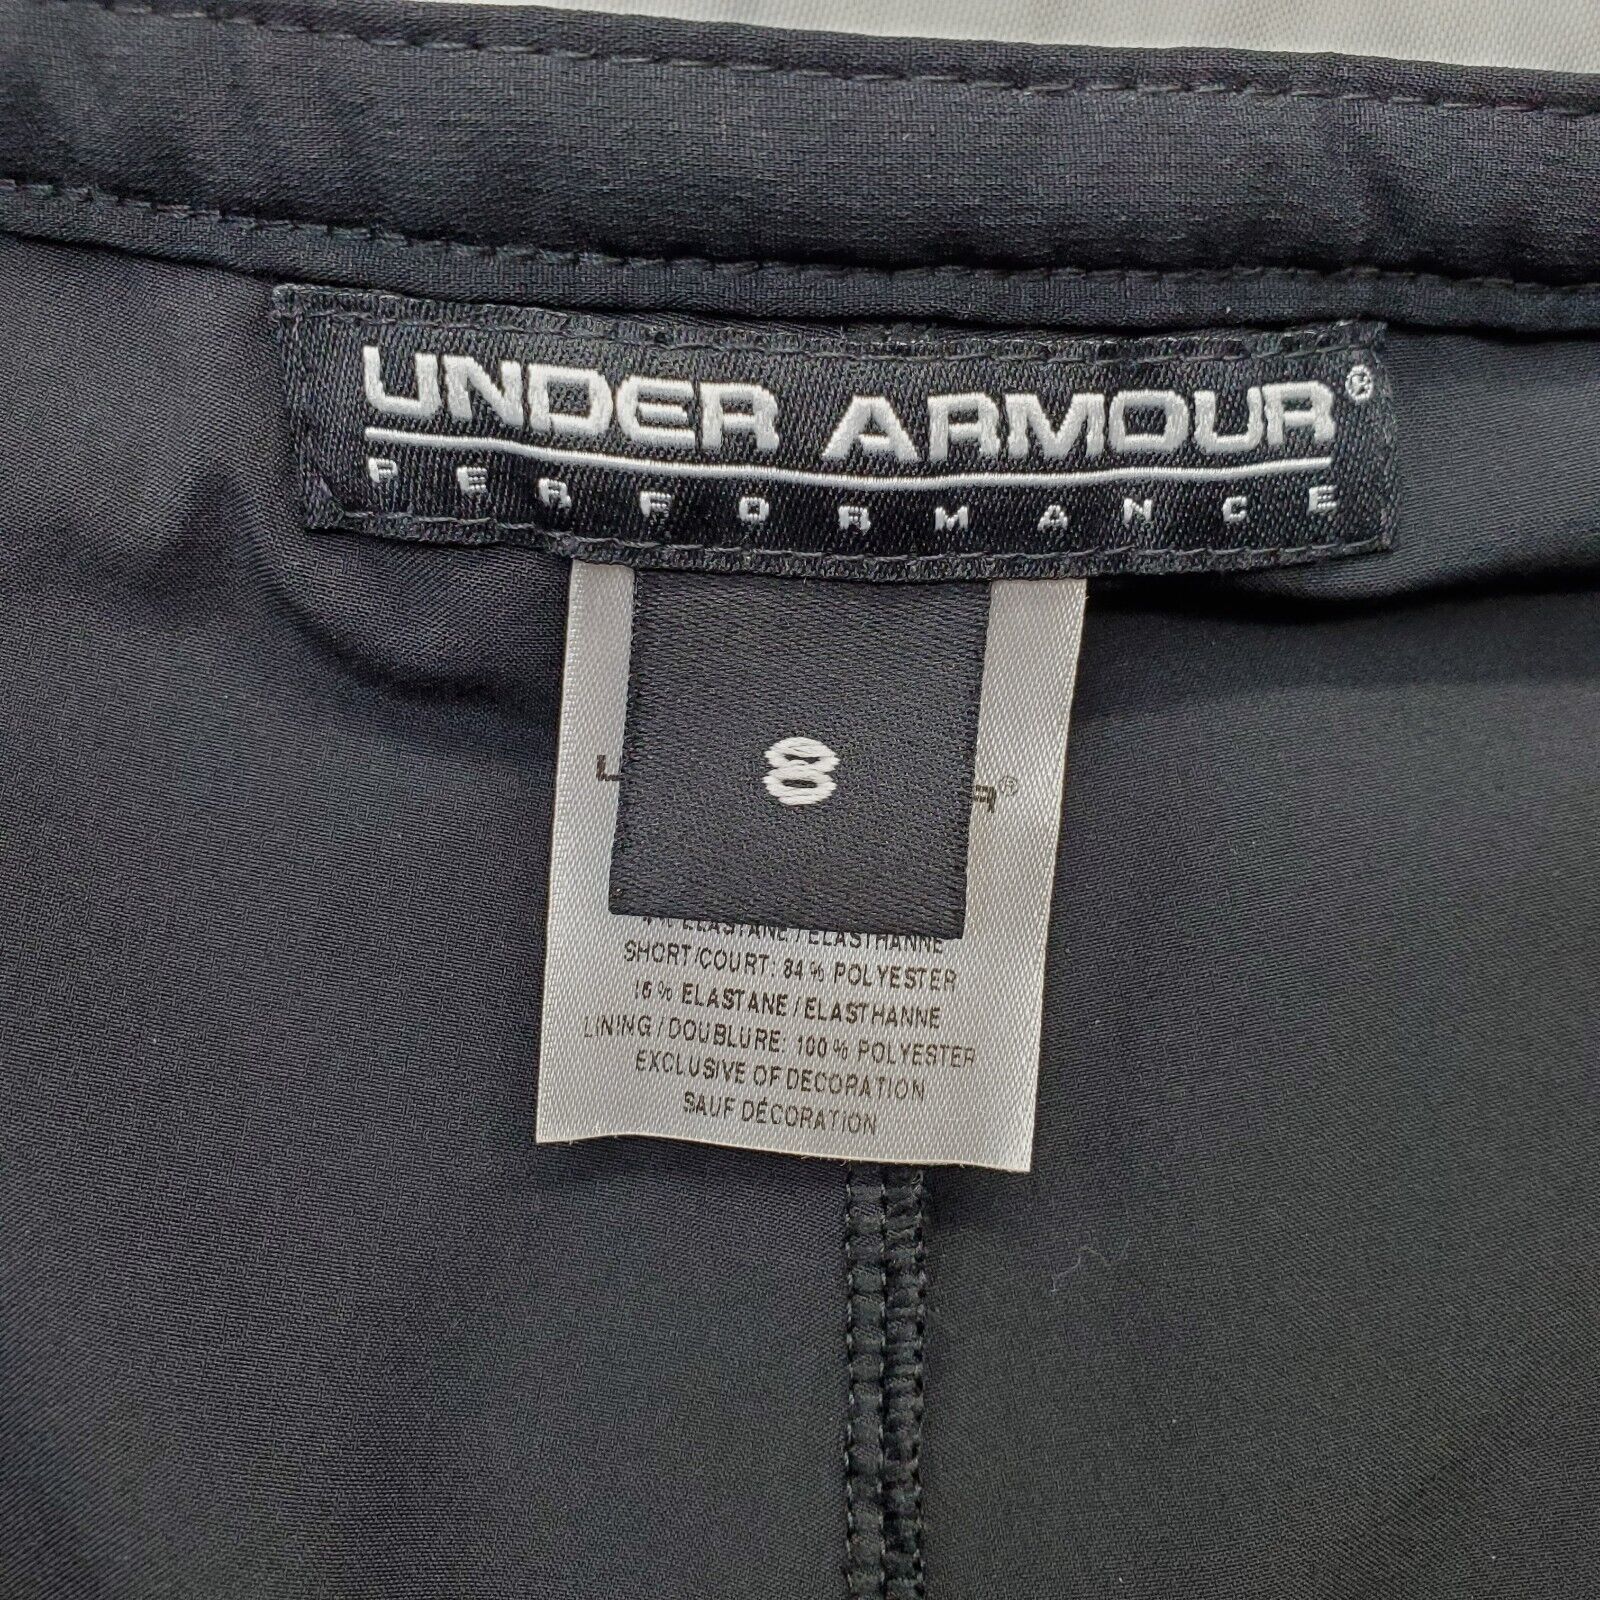 UNDER ARMOUR®
PERFORMANCE
8
ELASTANE / ELASTHANNE
SHORT/COURT: 84% POLYESTER
16% ELASTANE / ELASTHANNE
LINING / DOUBLURE: 100% POLYESTER
EXCLUSIVE OF DECORATION
SAUF DÉCORATION